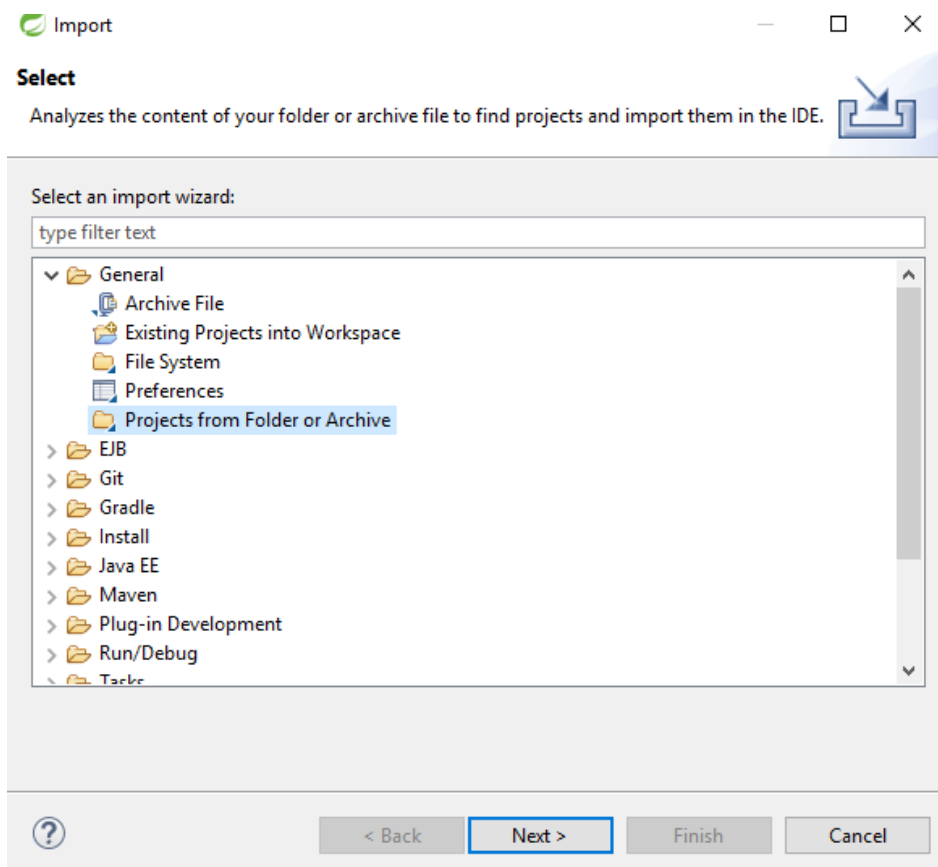 Import
Select
Analyzes the content of your folder or archive file to find projects and import them in the IDE.
Select an import wizard:
type filter text
General
Archive File
Existing Projects into Workspace
File System
Preferences
Projects from Folder or Archive
EJB
Git
Gradle
Install
Java EE
Maven
Plug-in Development
Run/Debug
Tasks
?
< Back
Next >
Finish
Cancel